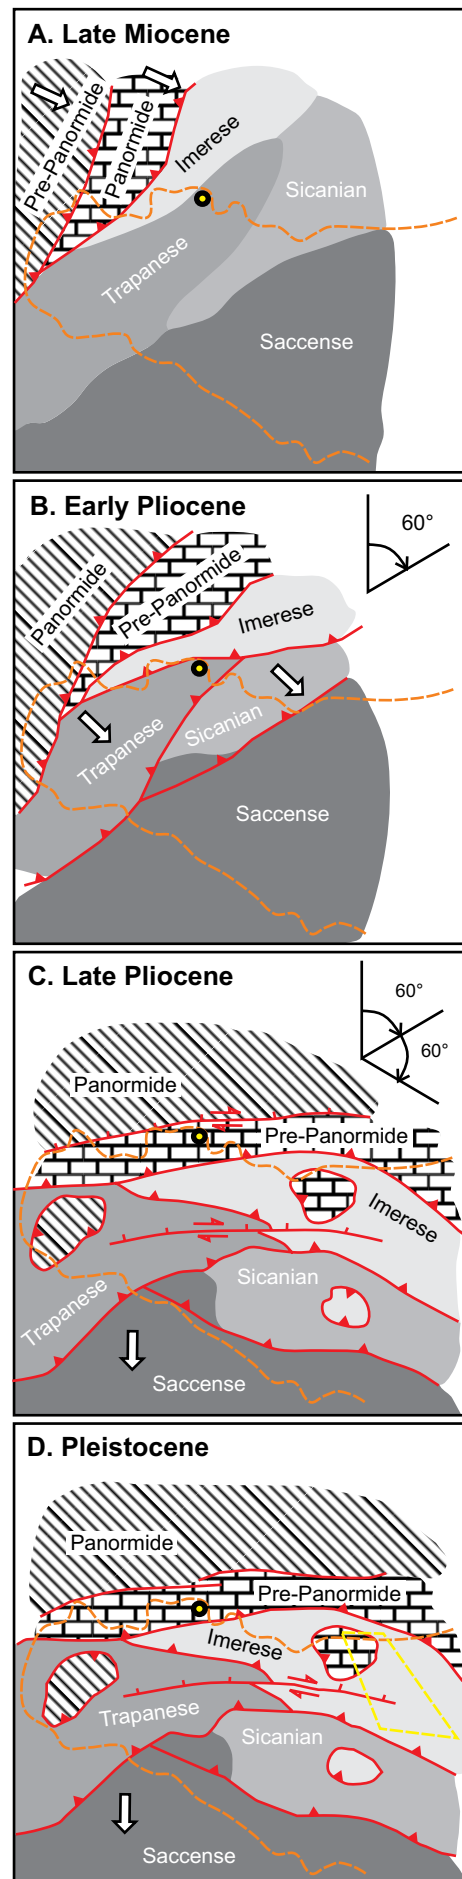 A. Late Miocene
Pre-Panormide
Panormide
Imerese
Sicanian
Trapanese
Saccense
B. Early Pliocene
60°
Panormide
Pre-Panormide
Imerese
Sicanian
Trapanese
Saccense
C. Late Pliocene
60°
60°
Panormide
Pre-Panormide
Imerese
Sicanian
Trapanese
Saccense
D. Pleistocene
Panormide
Pre-Panormide
Imerese
Trapanese
Sicanian
Saccense